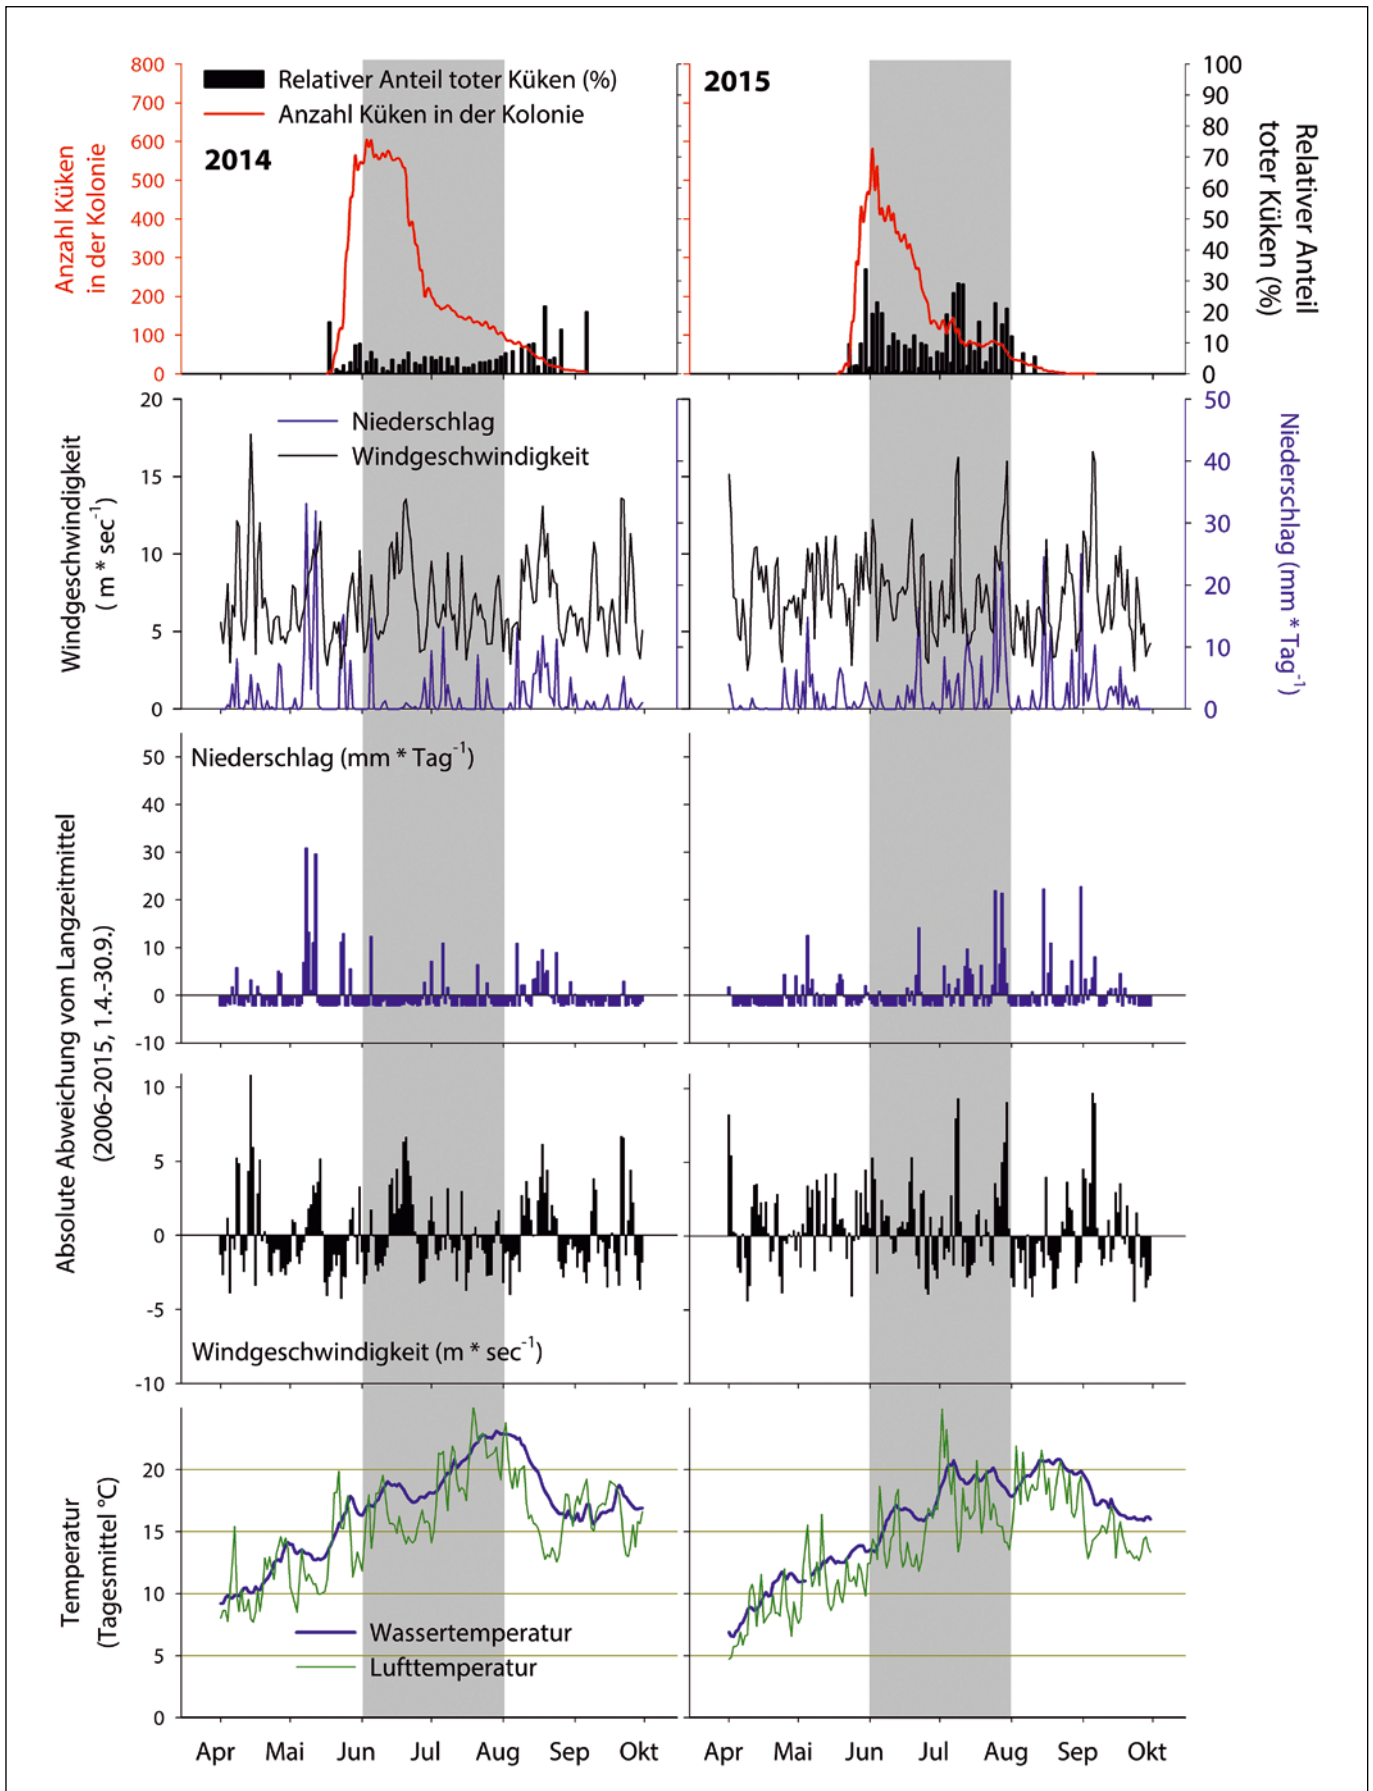 800
700
600
500
400
300
200
100
0
Anzahl Küken
in der Kolonie
Relativer Anteil toter Küken (%)
Anzahl Küken in der Kolonie
2014
2015
100
90
80
70
60
50
40
30
20
10
0
Relativer Anteil
toter Küken (%)
20
15
10
5
0
Windgeschwindigkeit
( m * sec⁻¹)
Niederschlag
Windgeschwindigkeit
50
40
30
20
10
0
Niederschlag (mm * Tag⁻¹)
Absolute Abweichung vom Langzeitmittel
(2006-2015, 1.4.-30.9.)
50
40
30
20
10
0
-10
Niederschlag (mm * Tag⁻¹)
10
5
0
-5
-10
Windgeschwindigkeit (m * sec⁻¹)
Temperatur
(Tagesmittel °C)
20
15
10
5
0
Wassertemperatur
Lufttemperatur
Apr Mai Jun Jul Aug Sep Okt
Apr Mai Jun Jul Aug Sep Okt